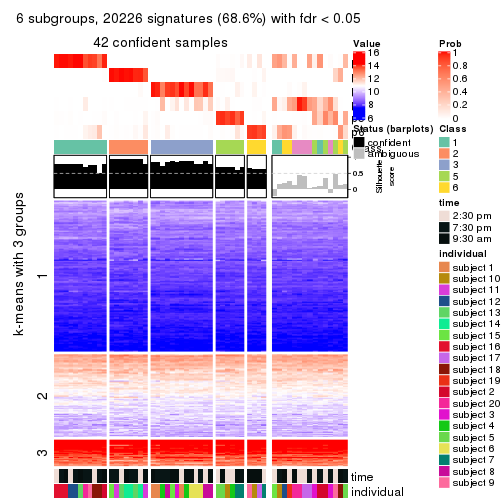 6 subgroups, 20226 signatures (68.6%) with fdr < 0.05
42 confident samples
k-means with 3 groups
1
2
3
Class
Silhouette
score
0.5
0
time
individual
Value
16
14
12
10
8
6
Status (barplots)
confident
ambiguous
Prob
1
0.8
0.6
0.4
0.2
0
Class
1
2
3
5
6
time
2:30 pm
7:30 pm
9:30 am
individual
subject 1
subject 10
subject 11
subject 12
subject 13
subject 14
subject 15
subject 16
subject 17
subject 18
subject 19
subject 2
subject 20
subject 3
subject 4
subject 5
subject 6
subject 7
subject 8
subject 9